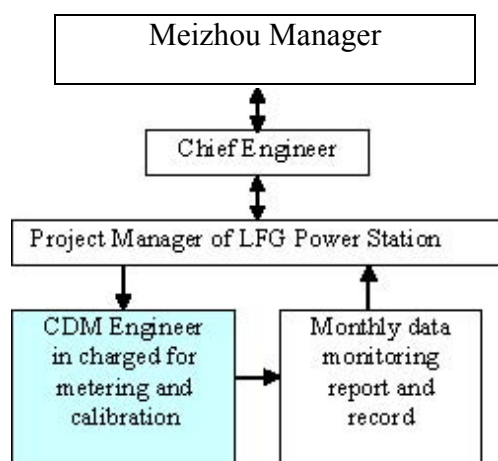 Meizhou Manager
Chief Engineer
Project Manager of LFG Power Station
CDM Engineer
in charged for
metering and
calibration
Monthly data
monitoring
report and
record